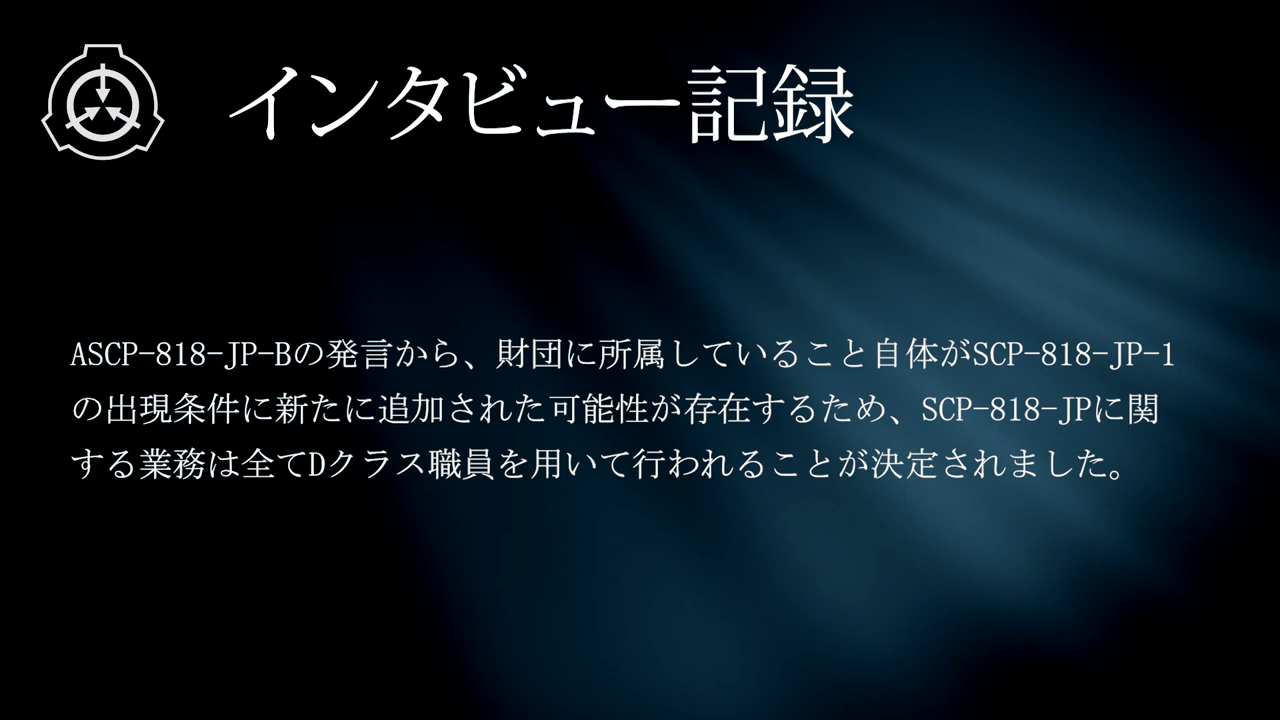 インタビュー記録
ASCP-818-JP-Bの発言から、財団に所属していること自体がSCP-818-JP-1
の出現条件に新たに追加された可能性が存在するため、SCP-818-JPに関
する業務は全てDクラス職員を用いて行われることが決定されました。